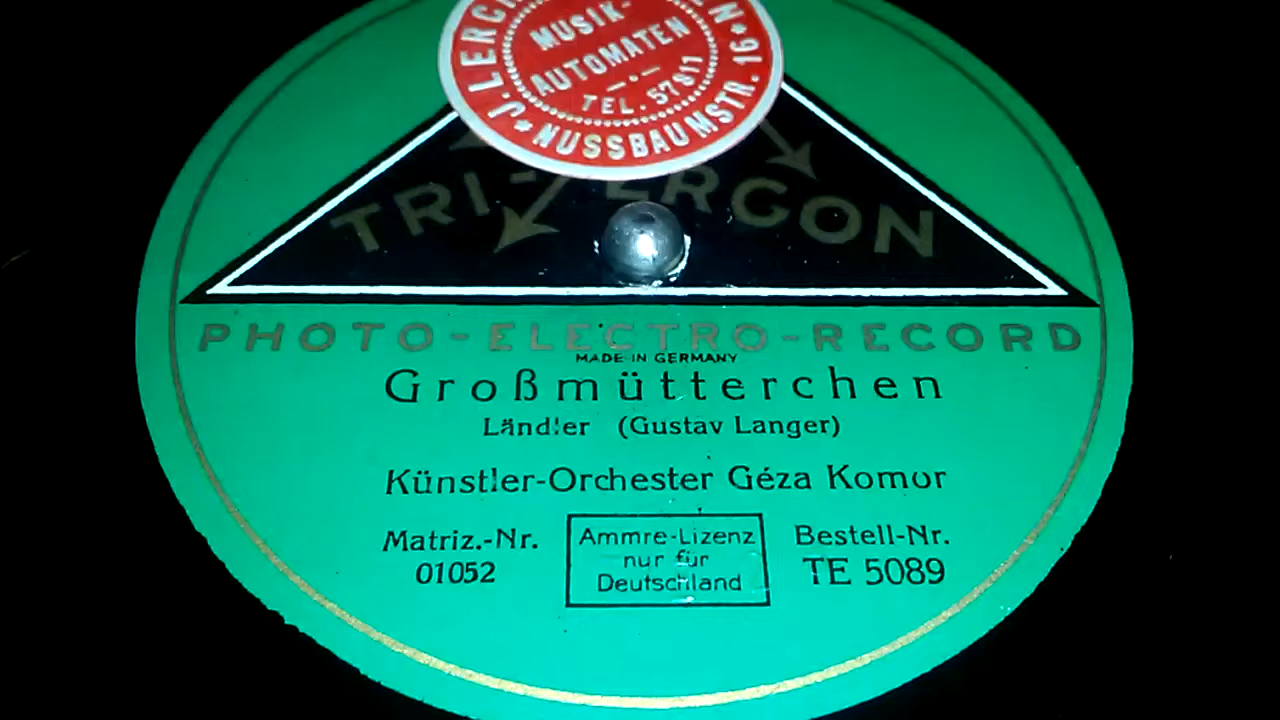 MUSIK-
AUTOMATEN
TEL. 57811
NUSSBAUMSTR. 16
TRI-ERGON
PHOTO-ELECTRO-RECORD
MADE IN GERMANY
Großmütterchen
Ländler (Gustav Langer)
Künstler-Orchester Géza Komor
Matriz.-Nr.
01052
Ammre-Lizenz
nur für
Deutschland
Bestell-Nr.
TE 5089